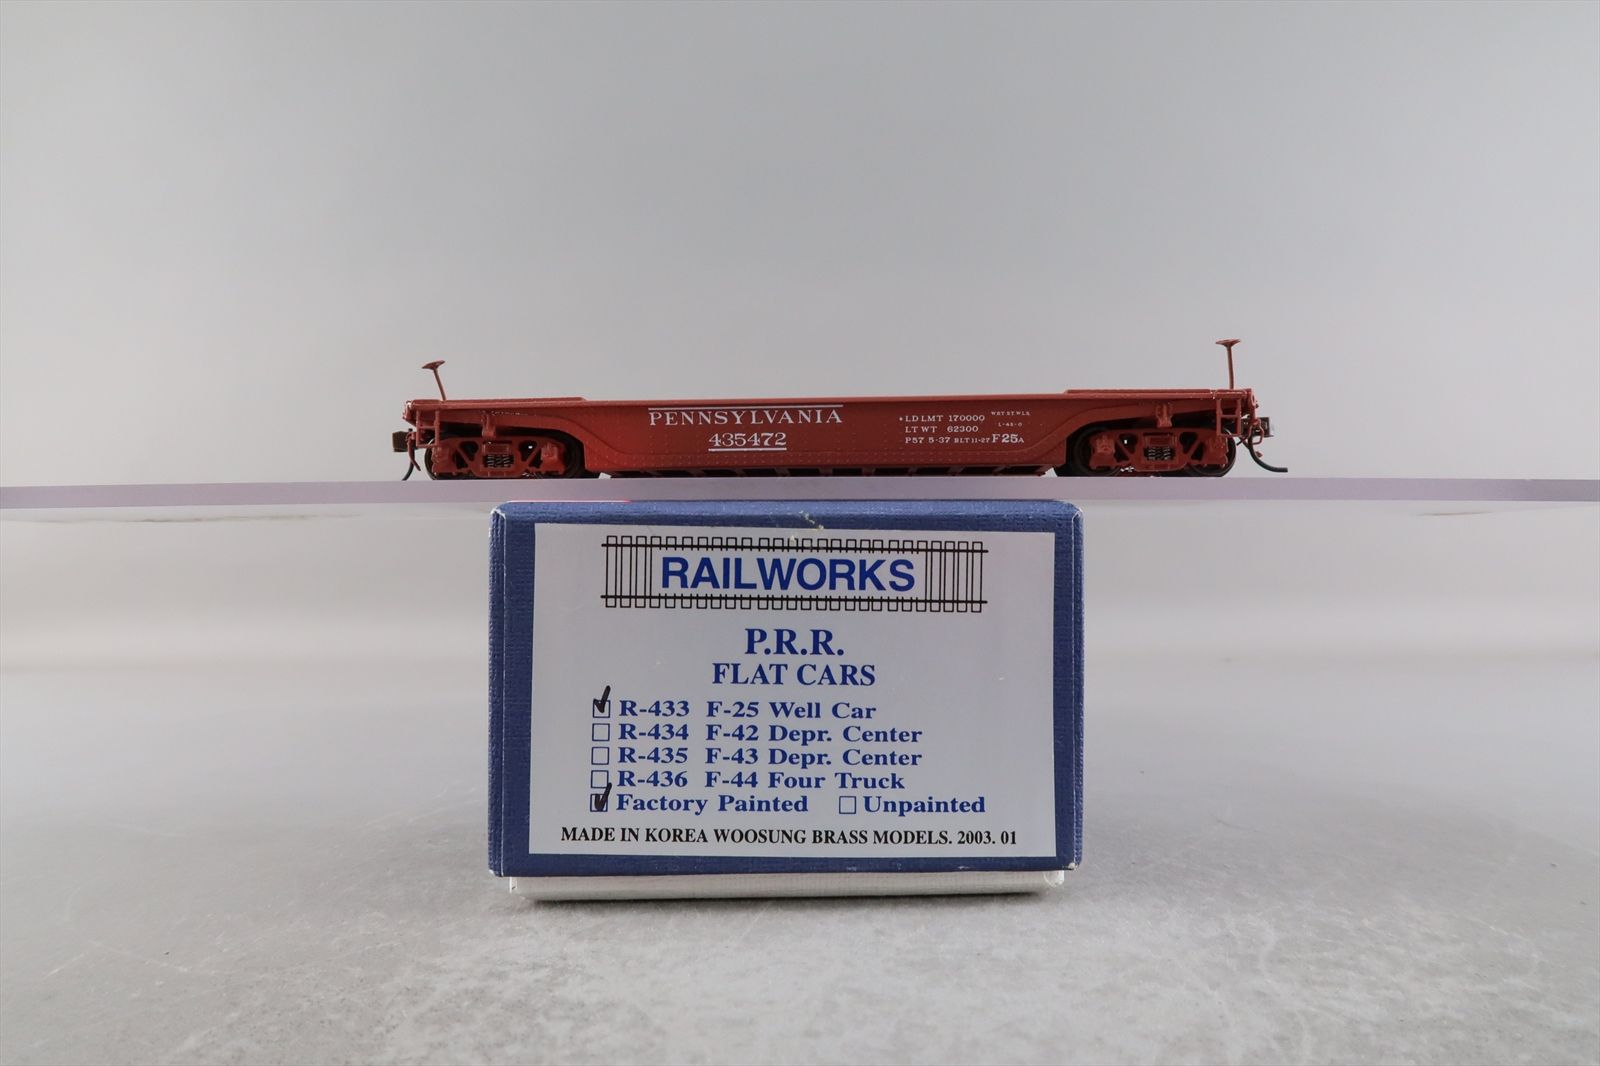 PENNSYLVANIA
435472
LD LMT 170000
LT WT 62300
P57 5-37 BLT 11-27 F25A
RAILWORKS
P.R.R.
FLAT CARS
R-433 F-25 Well Car
R-434 F-42 Depr. Center
R-435 F-43 Depr. Center
R-436 F-44 Four Truck
Factory Painted Unpainted
MADE IN KOREA WOOSUNG BRASS MODELS. 2003. 01